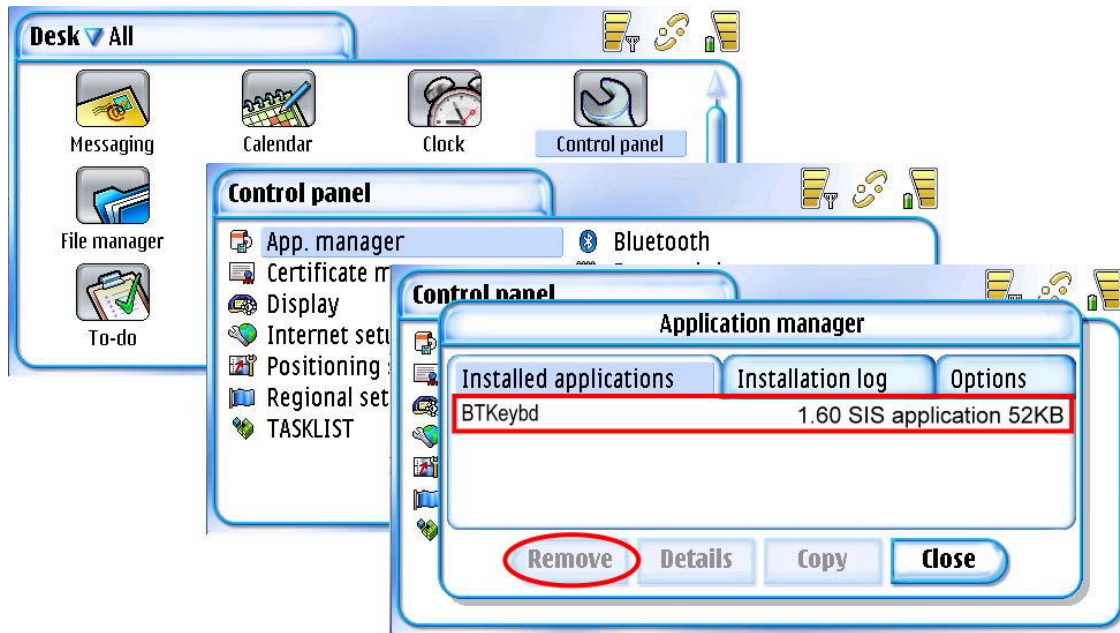 Desk All
Messaging
Calendar
Clock
Control panel
File manager
To-do
Control panel
App. manager
Bluetooth
Certificate m
Display
Internet setu
Positioning
Regional set
TASKLIST
Control panel
Application manager
Installed applications
Installation log
Options
BTKeybd 1.60 SIS application 52KB
Remove
Details
Copy
Close